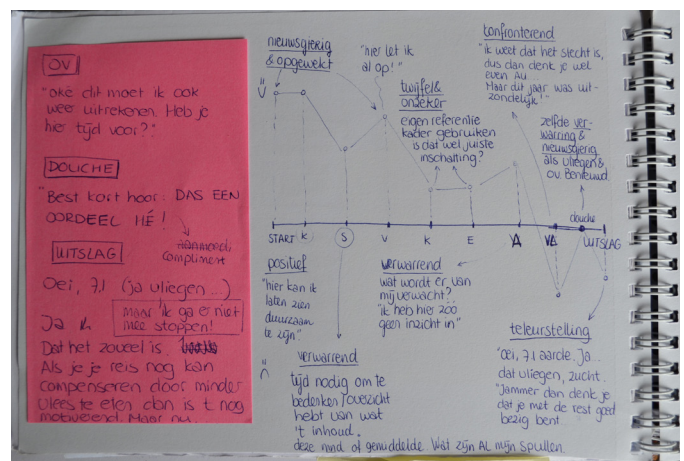 OV
"oké dit moet ik ook
weer uitrekenen. Heb je
hier tijd voor?"
DOUCHE
"Best kort hoor. DAS EEN
OORDEEL HÉ!
compliment
UITSLAG
Oei, 7,1 (ja vliegen...)
maar ik ga er niet
mee stoppen!
Ja
Dat het zoveel is.
Als je je reis nog kan
compenseren door minder
vlees te eten dan is 't nog
motiverend. Maar nu.
nieuwsgierig
& opgewekt
"hier let ik
al op!"
twijfel &
onzeker
eigen referentie
kader gebruiken
is dat wel juiste
inschatting?
confronterend
"ik weet dat het slecht is,
dus dan denk je wel
even Au...
Maar dit jaar was uit-
zonderlijk!"
zelfde ver-
warring &
nieuwsgierig
als vliegen &
OV. Benieuwd.
douche
START K S V K E VA VA UITSLAG
positief
"hier kan ik
laten zien
duurzaam
te zijn"
verwarrend
wat wordt er van
mij verwacht?
"ik heb hier zóó
geen inzicht in"
verwarrend
tijd nodig om te
bedenken/overzicht
hebt van wat
't inhoud.
deze mnd of gemiddelde. Wat zijn AL mijn spullen
teleurstelling
"Oei, 7,1 aarde. Ja...
dat vliegen, zucht.
"Jammer dan denk je
dat je met de rest goed
bezig bent...